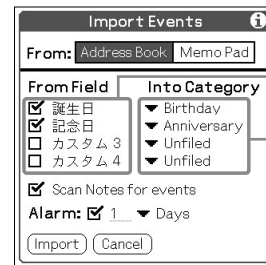 Import Events
From: Address Book Memo Pad
From Field Into Category
誕生日 Birthday
記念日 Anniversary
カスタム 3 Unfiled
カスタム 4 Unfiled
Scan Notes for events
Alarm: 1 Days
Import Cancel